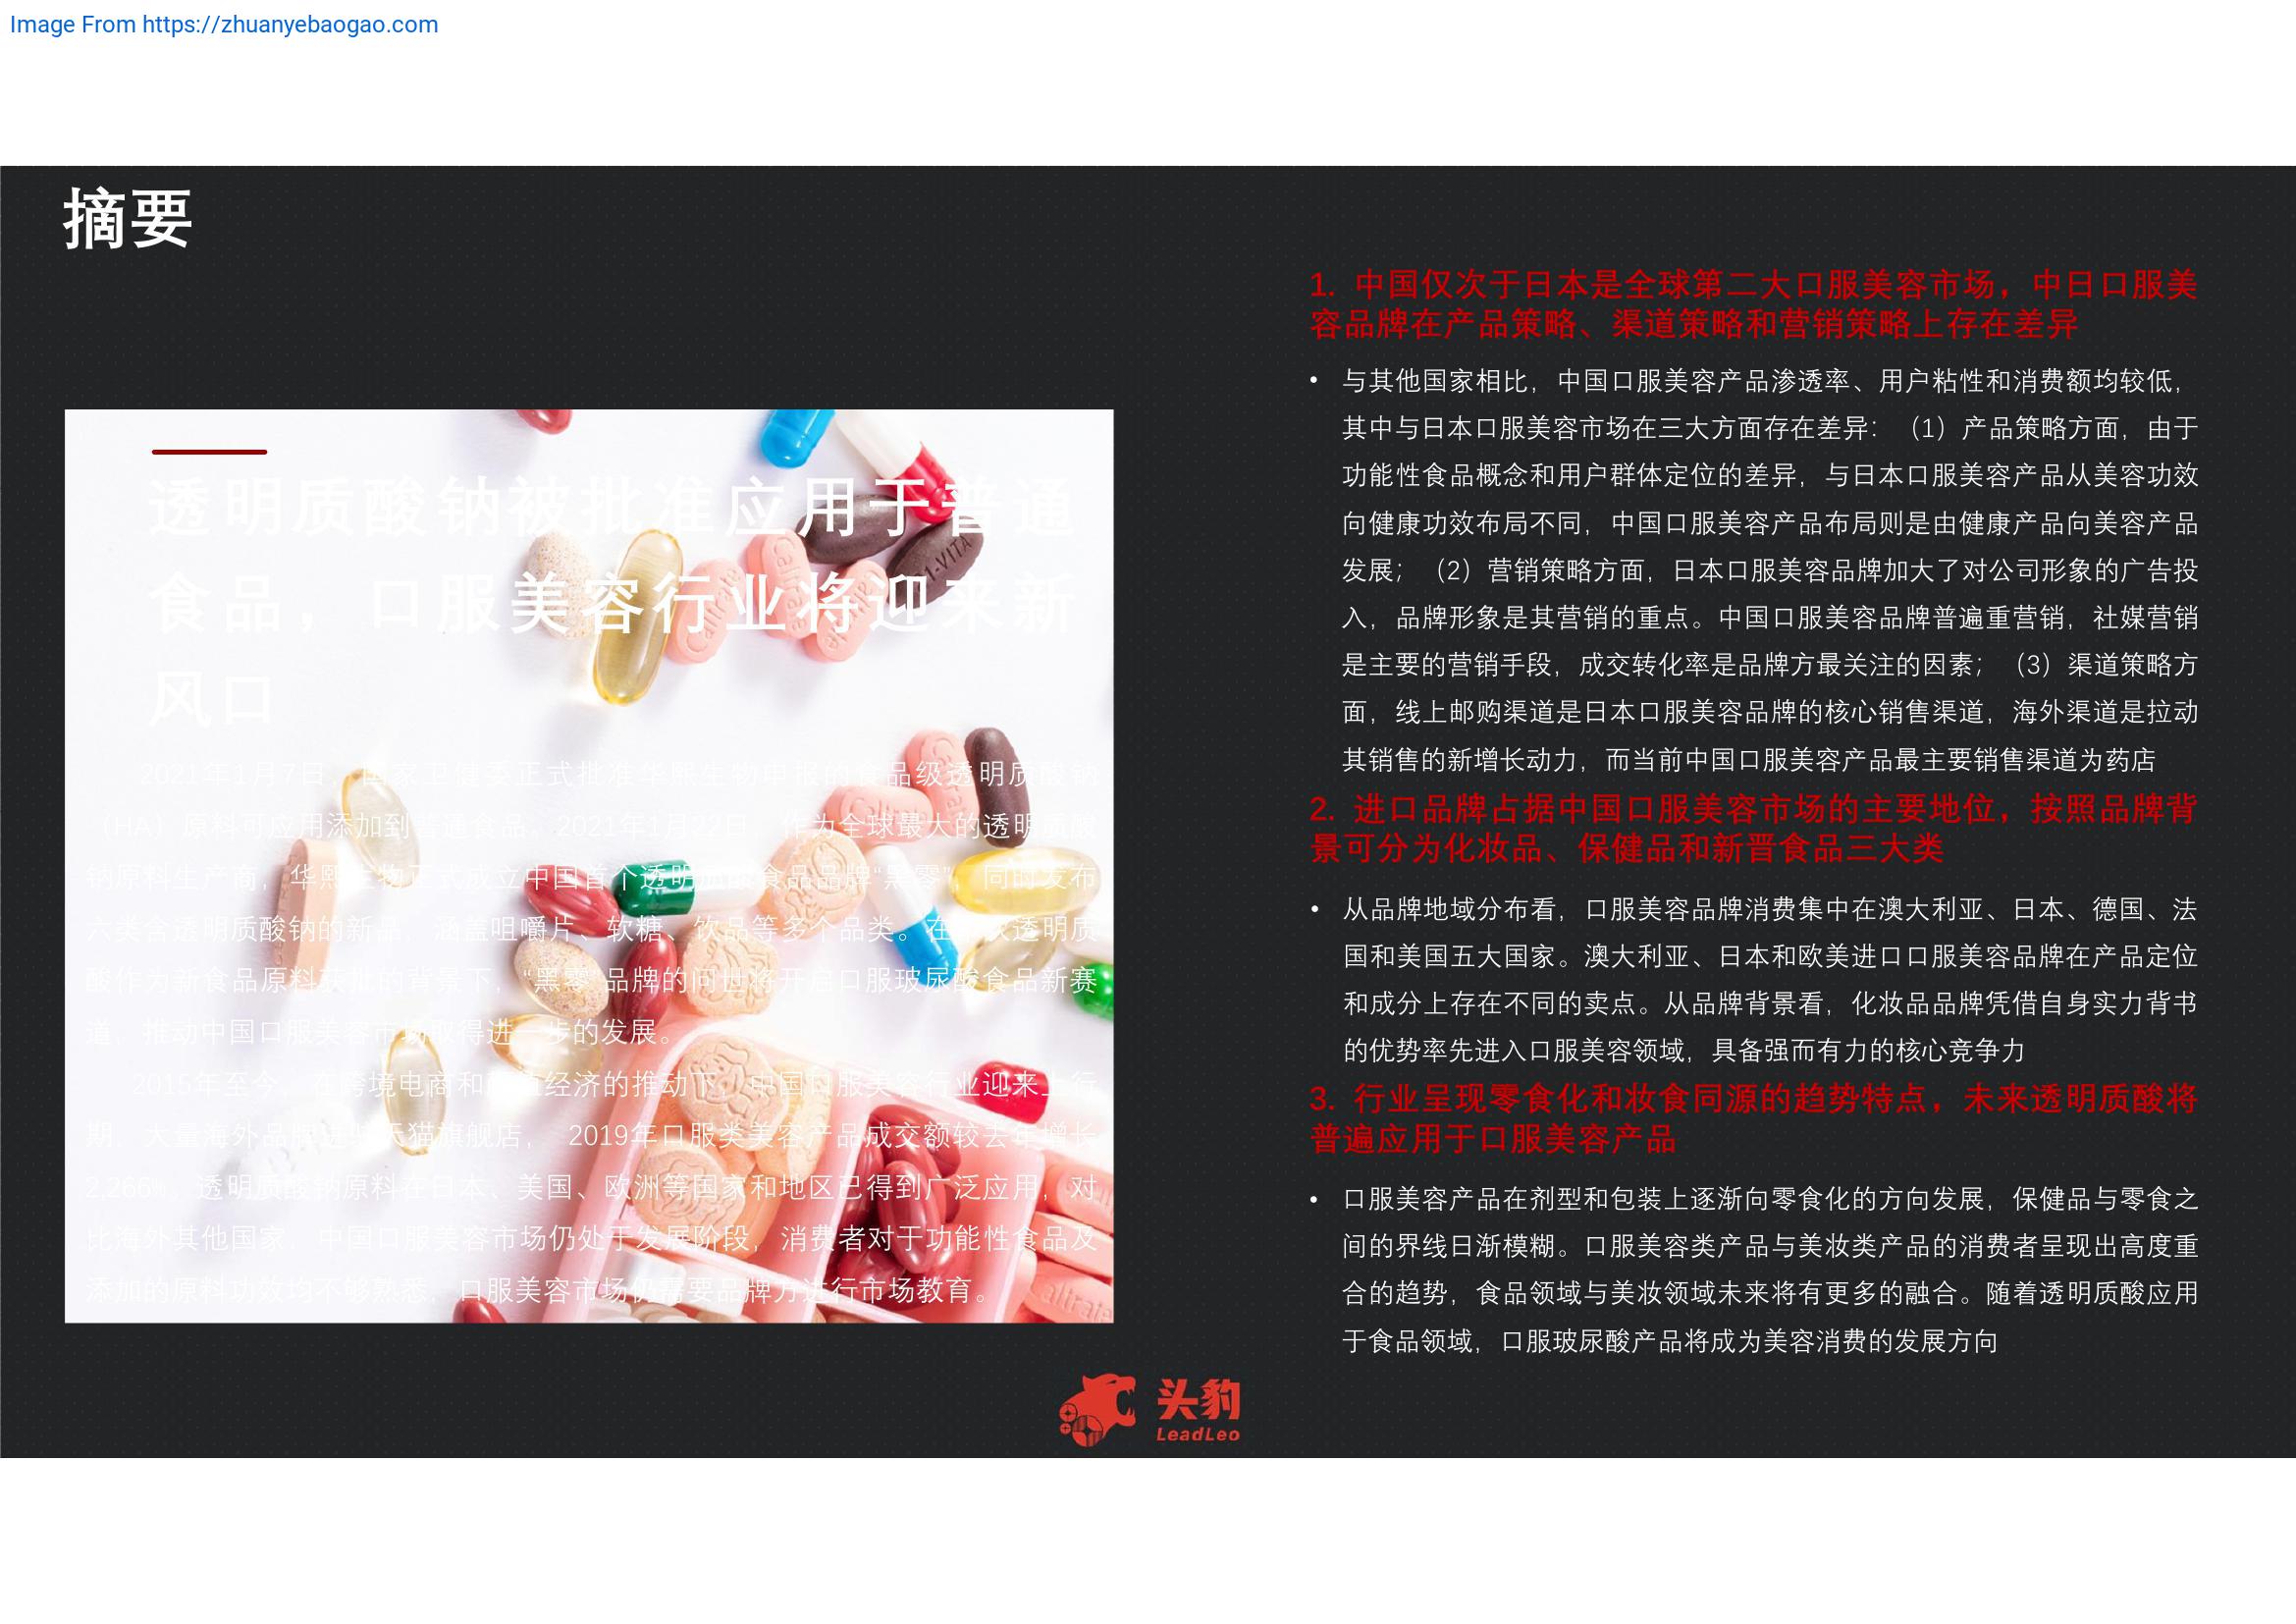 Image From https://zhuanyebaogao.com
摘要
透明质酸钠被批准应用于普通
食品，口服美容行业将迎来新
风口
2021年1月7日，国家卫健委正式批准华熙生物申报的食品级透明质酸钠
（HA）原料可应用添加到普通食品。2021年1月22日，作为全球最大的透明质酸
钠原料生产商，华熙生物正式成立中国首个透明质酸食品品牌“黑零”，同时发布
六类含透明质酸钠的新品，涵盖咀嚼片、软糖、饮品等多个品类。在 透明质
酸作为新食品原料获批的背景下，“黑零”品牌的问世将开启口服玻尿酸食品新赛
道，推动中国口服美容市场取得进一步的发展。
2015年至今，在跨境电商和颜值经济的推动下，中国口服美容行业迎来上行
期，大量海外品牌进驻天猫旗舰店， 2019年口服类美容产品成交额较去年增长
2,266%。透明质酸钠原料在日本、美国、欧洲等国家和地区已得到广泛应用，对
比海外其他国家，中国口服美容市场仍处于发展阶段，消费者对于功能性食品及
添加的原料功效均不够熟悉，口服美容市场仍需要品牌方进行市场教育。
1. 中国仅次于日本是全球第二大口服美容市场，中日口服美
容品牌在产品策略、渠道策略和营销策略上存在差异
• 与其他国家相比，中国口服美容产品渗透率、用户粘性和消费额均较低，
其中与日本口服美容市场在三大方面存在差异：（1）产品策略方面，由于
功能性食品概念和用户群体定位的差异，与日本口服美容产品从美容功效
向健康功效布局不同，中国口服美容产品布局则是由健康产品向美容产品
发展；（2）营销策略方面，日本口服美容品牌加大了对公司形象的广告投
入，品牌形象是其营销的重点。中国口服美容品牌普遍重营销，社媒营销
是主要的营销手段，成交转化率是品牌方最关注的因素；（3）渠道策略方
面，线上邮购渠道是日本口服美容品牌的核心销售渠道，海外渠道是拉动
其销售的新增长动力，而当前中国口服美容产品最主要销售渠道为药店
2. 进口品牌占据中国口服美容市场的主要地位，按照品牌背
景可分为化妆品、保健品和新晋食品三大类
• 从品牌地域分布看，口服美容品牌消费集中在澳大利亚、日本、德国、法
国和美国五大国家。澳大利亚、日本和欧美进口口服美容品牌在产品定位
和成分上存在不同的卖点。从品牌背景看，化妆品品牌凭借自身实力背书
的优势率先进入口服美容领域，具备强而有力的核心竞争力
3. 行业呈现零食化和妆食同源的趋势特点，未来透明质酸将
普遍应用于口服美容产品
• 口服美容产品在剂型和包装上逐渐向零食化的方向发展，保健品与零食之
间的界线日渐模糊。口服美容类产品与美妆类产品的消费者呈现出高度重
合的趋势，食品领域与美妆领域未来将有更多的融合。随着透明质酸应用
于食品领域，口服玻尿酸产品将成为美容消费的发展方向
头豹
LeadLeo